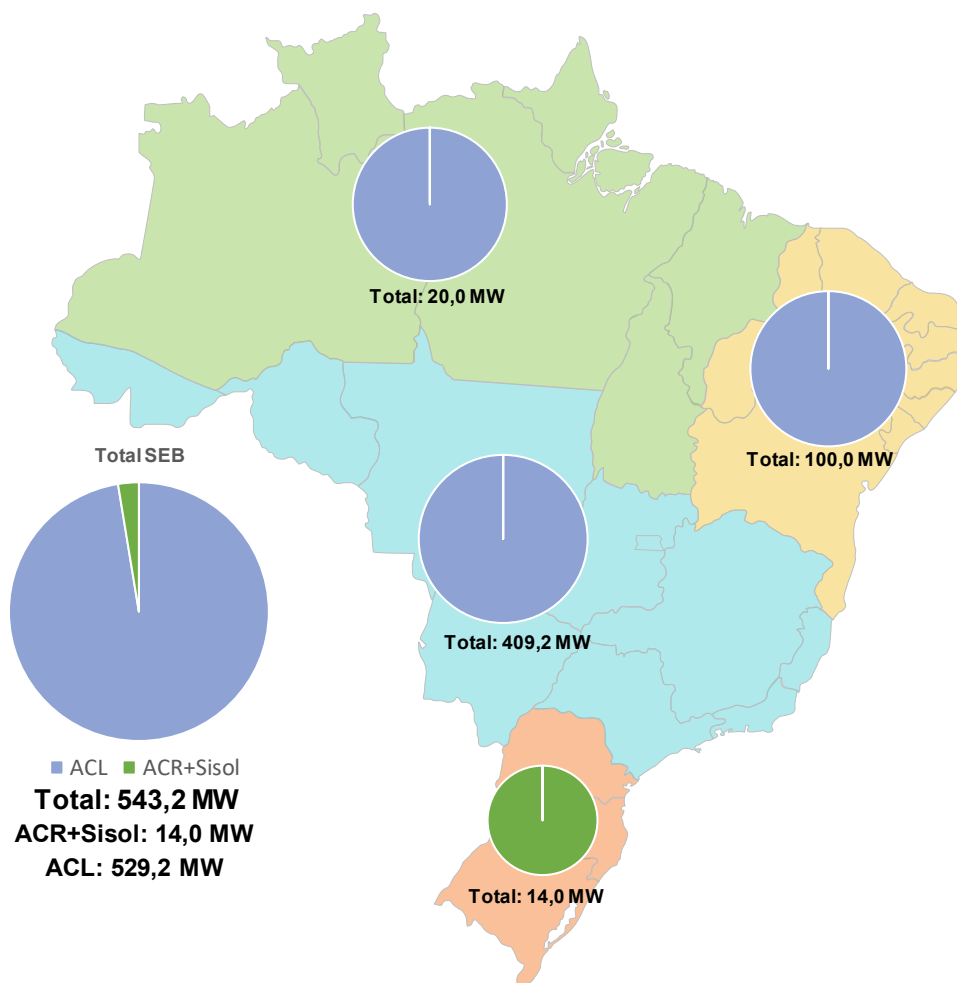 Total: 20,0 MW
Total: 100,0 MW
Total SEB
Total: 409,2 MW
ACL ACR+Sisol
Total: 543,2 MW
ACR+Sisol: 14,0 MW
ACL: 529,2 MW
Total: 14,0 MW